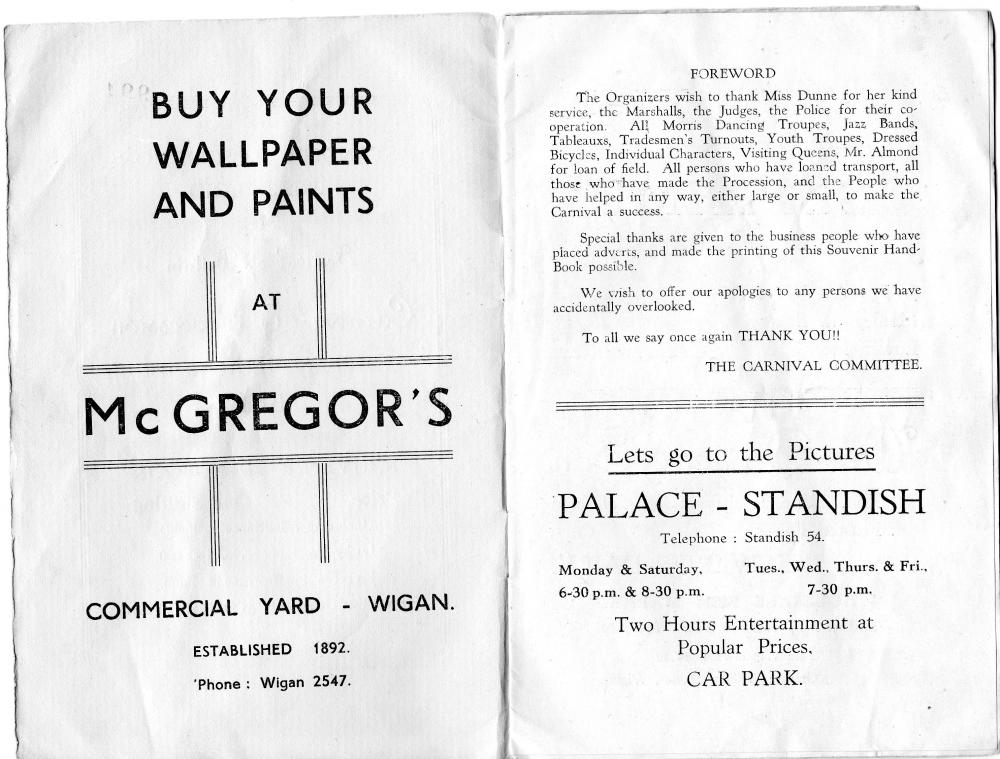 BUY YOUR
WALLPAPER
AND PAINTS
AT
McGREGOR'S
COMMERCIAL YARD - WIGAN.
ESTABLISHED 1892.
'Phone : Wigan 2547.
FOREWORD
The Organizers wish to thank Miss Dunne for her kind
service, the Marshalls, the Judges, the Police for their co-
operation. All Morris Dancing Troupes, Jazz Bands,
Tableauxs, Tradesmen's Turnouts, Youth Troupes, Dressed
Bicycles, Individual Characters, Visiting Queens, Mr. Almond
for loan of field. All persons who have loaned transport, all
those who have made the Procession, and the People who
have helped in any way, either large or small, to make the
Carnival a success.
Special thanks are given to the business people who have
placed adverts, and made the printing of this Souvenir Hand-
Book possible.
We wish to offer our apologies to any persons we have
accidentally overlooked.
To all we say once again THANK YOU!!
THE CARNIVAL COMMITTEE.
Lets go to the Pictures
PALACE - STANDISH
Telephone : Standish 54.
Monday & Saturday, Tues., Wed., Thurs. & Fri.,
6-30 p.m. & 8-30 p.m. 7-30 p.m.
Two Hours Entertainment at
Popular Prices.
CAR PARK.